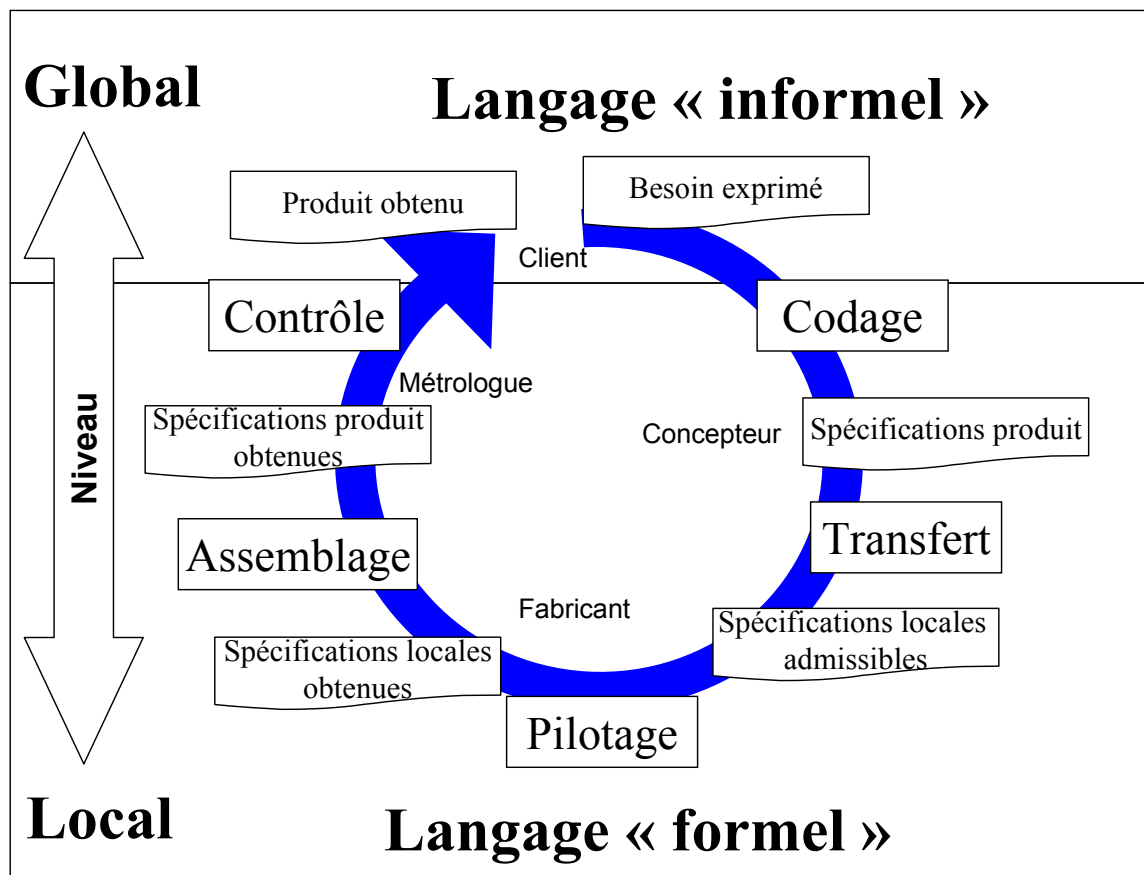 Global
Langage « informel »
Produit obtenu
Besoin exprimé
Client
Contrôle
Codage
Métrologue
Spécifications produit
obtenues
Concepteur
Spécifications produit
Niveau
Assemblage
Transfert
Fabricant
Spécifications locales
admissibles
Spécifications locales
obtenues
Pilotage
Local
Langage « formel »